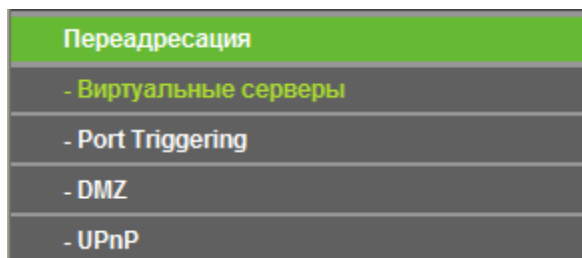 Переадресация
- Виртуальные серверы
- Port Triggering
- DMZ
- UPnP